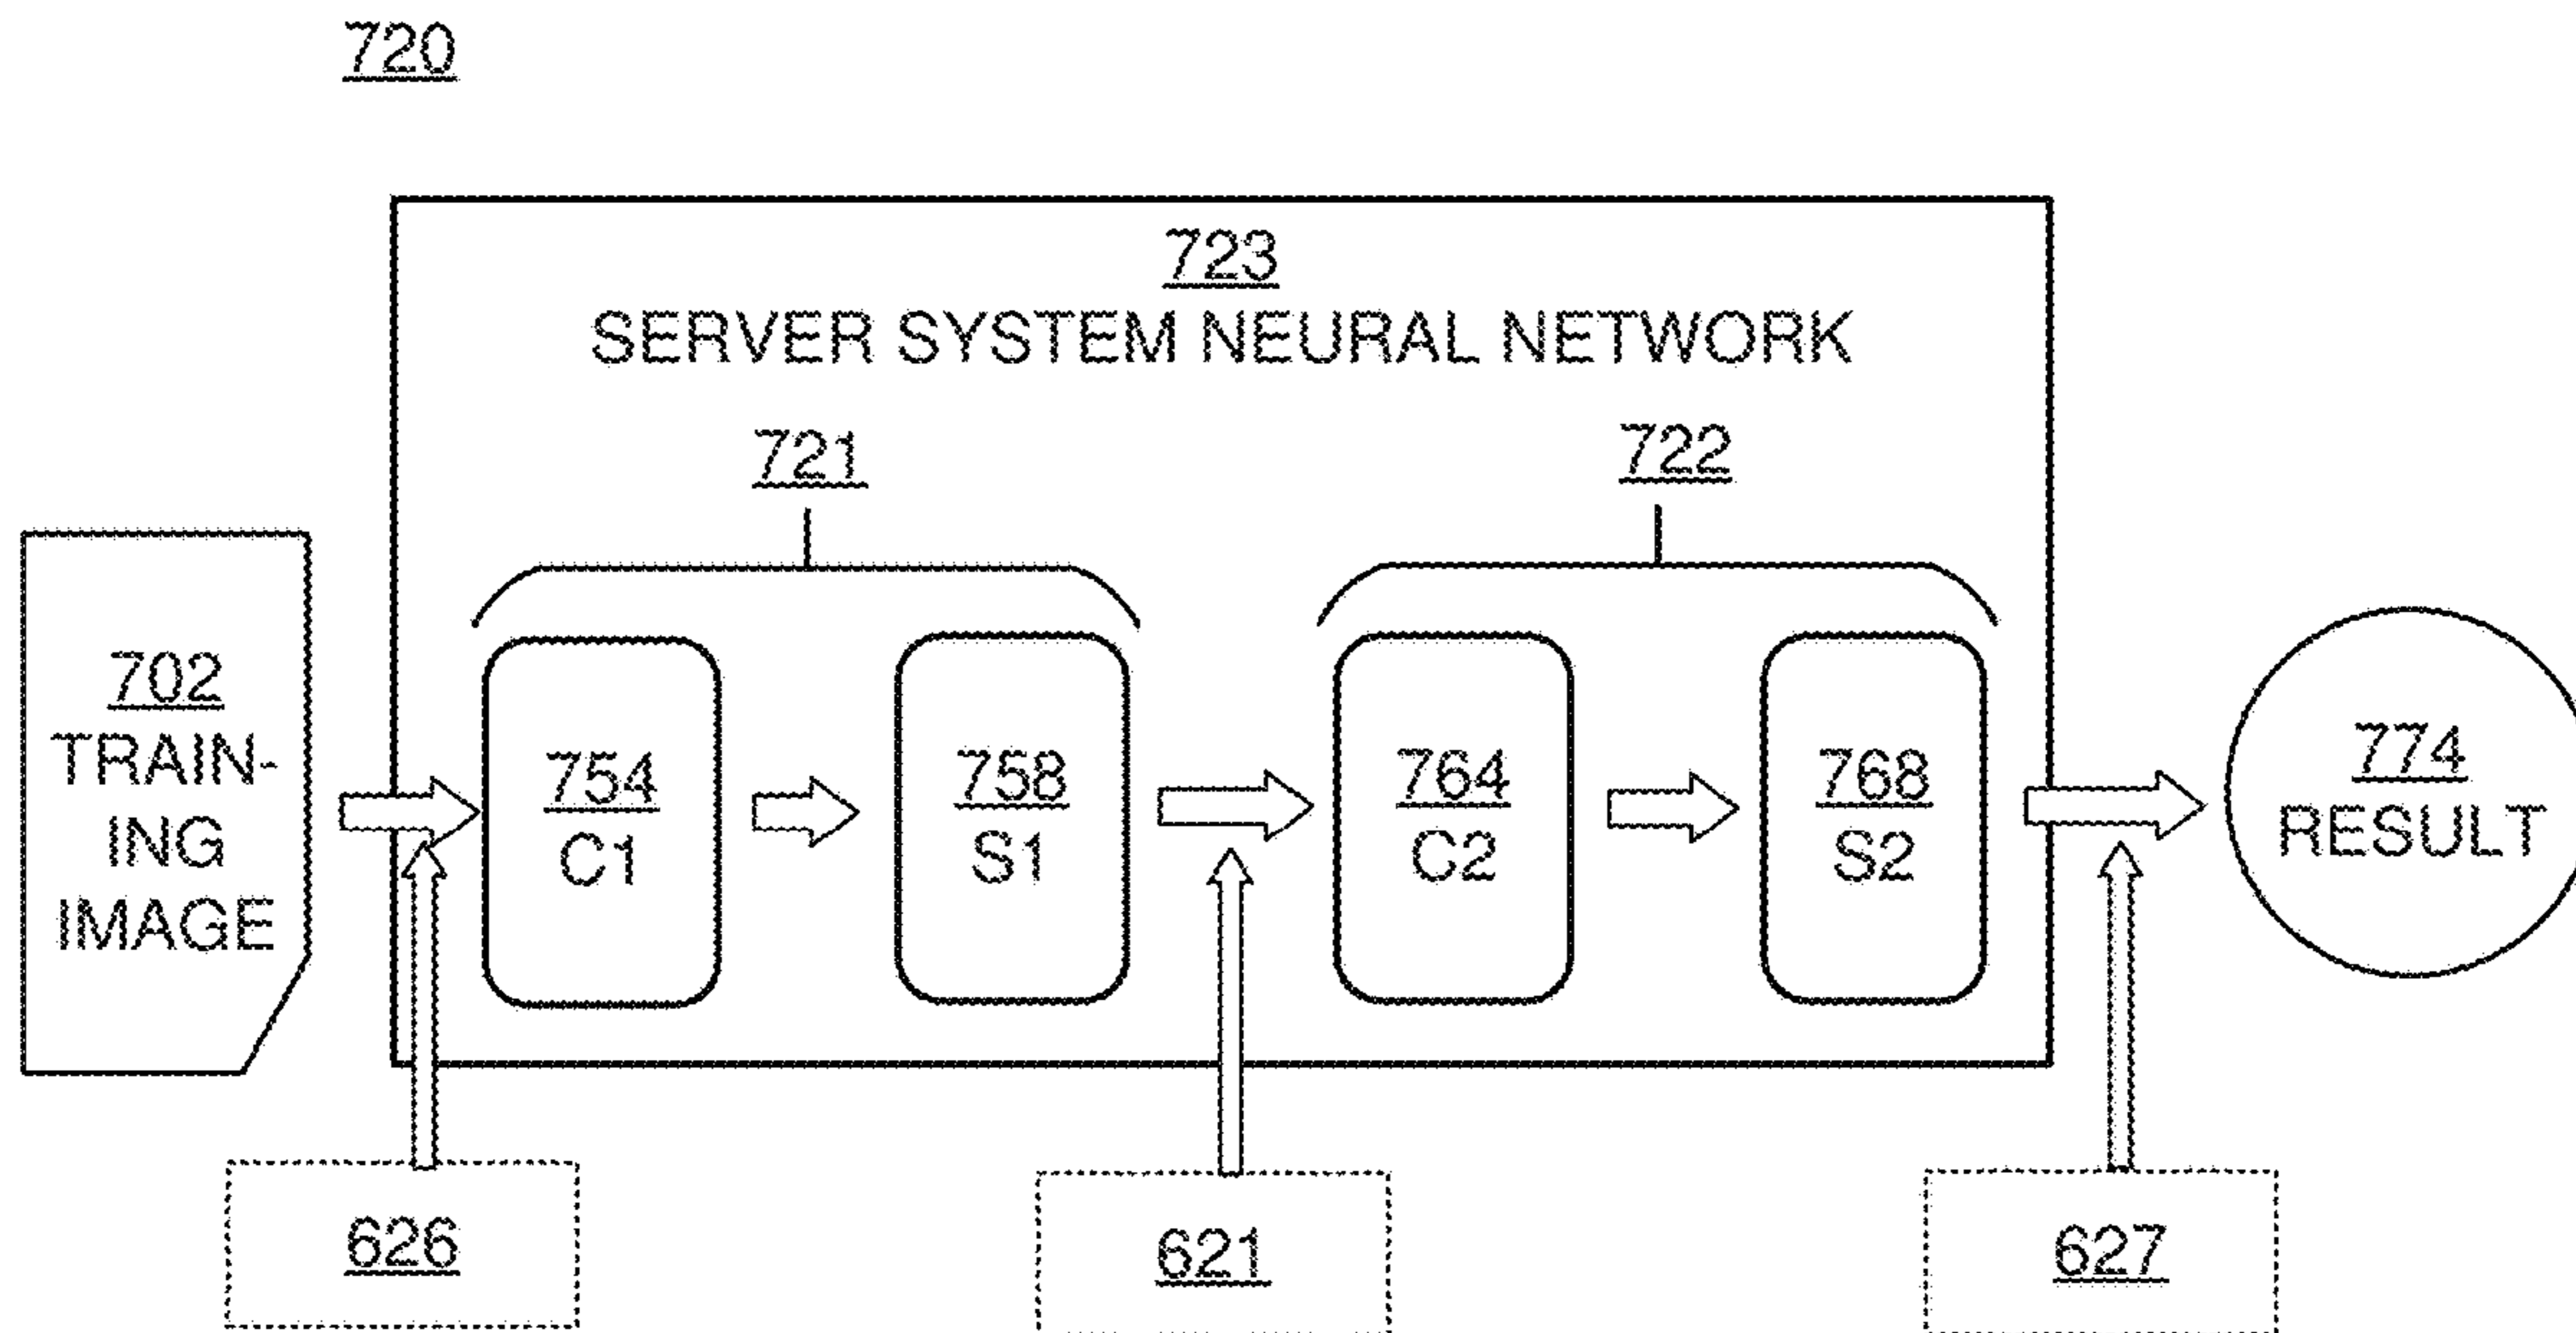 720
723
SERVER SYSTEM NEURAL NETWORK
721
722
702
TRAIN-
ING
IMAGE
754
C1
758
S1
764
C2
768
S2
774
RESULT
626
621
627